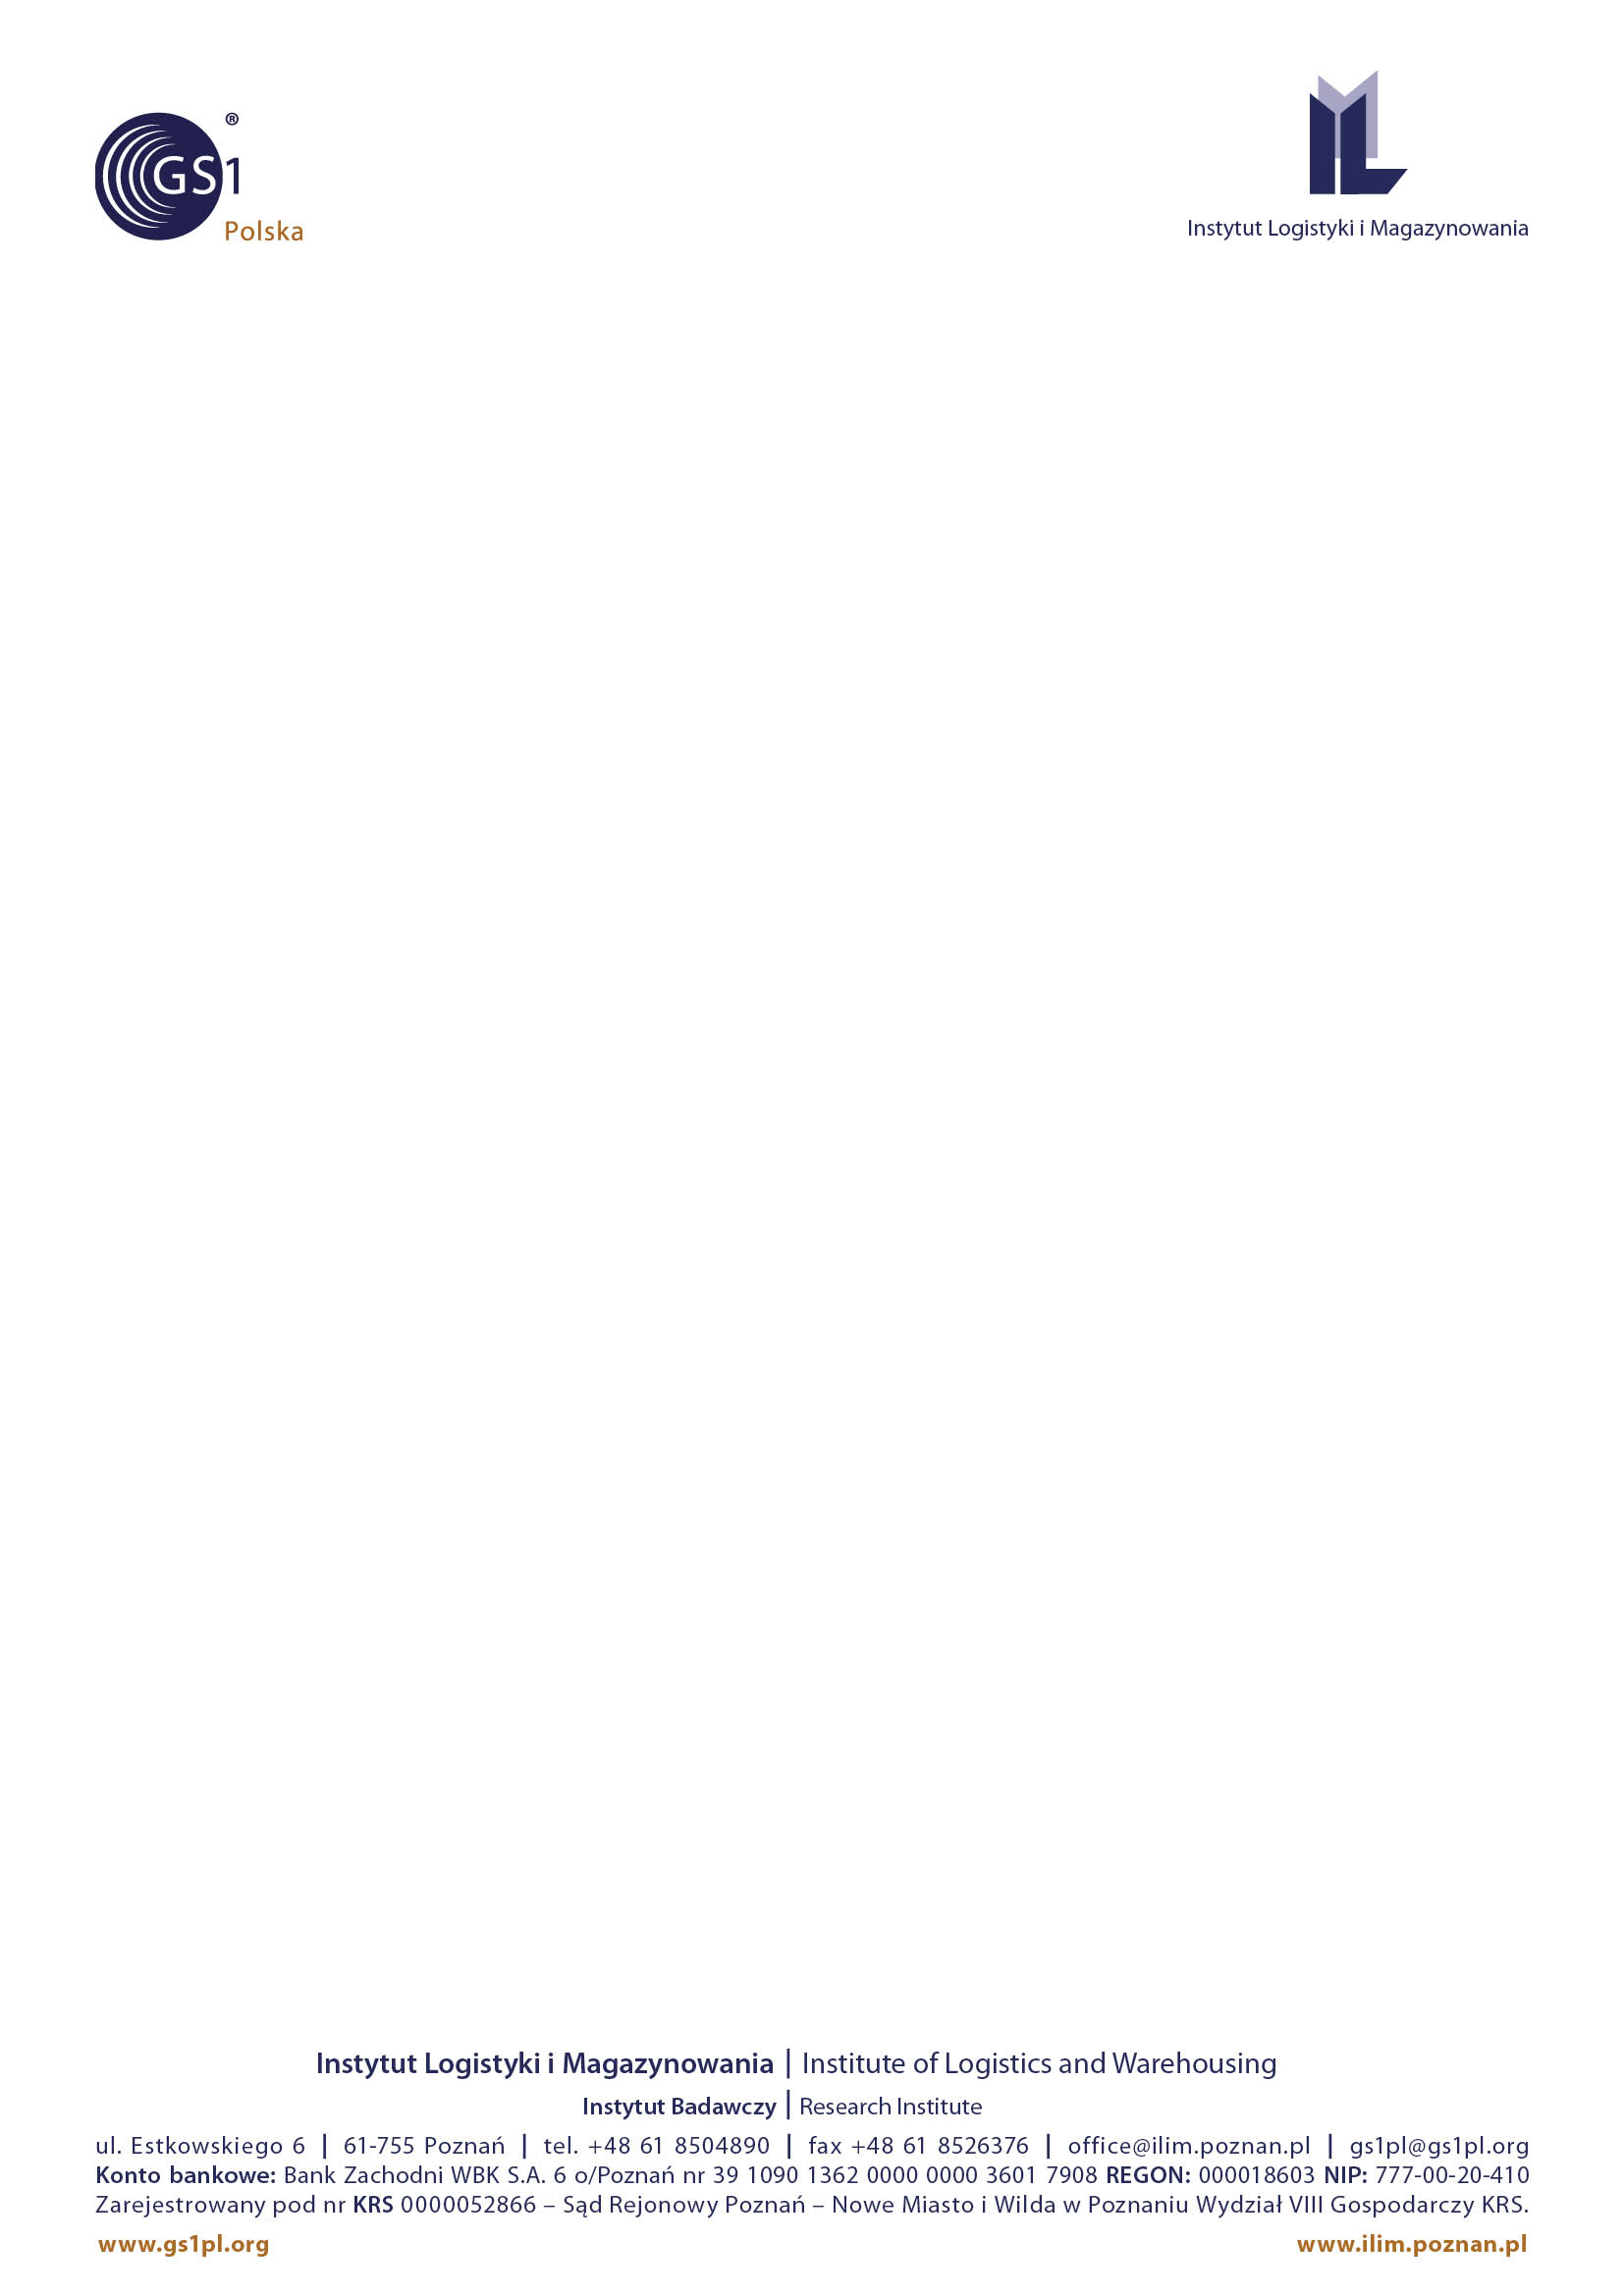 GS1 ®
Polska
Instytut Logistyki i Magazynowania
Instytut Logistyki i Magazynowania | Institute of Logistics and Warehousing
Instytut Badawczy | Research Institute
ul. Estkowskiego 6 | 61-755 Poznań | tel. +48 61 8504890 | fax +48 61 8526376 | office@ilim.poznan.pl | gs1pl@gs1pl.org
Konto bankowe: Bank Zachodni WBK S.A. 6 o/Poznań nr 39 1090 1362 0000 0000 3601 7908 REGON: 000018603 NIP: 777-00-20-410
Zarejestrowany pod nr KRS 0000052866 – Sąd Rejonowy Poznań – Nowe Miasto i Wilda w Poznaniu Wydział VIII Gospodarczy KRS.
www.gs1pl.org www.ilim.poznan.pl